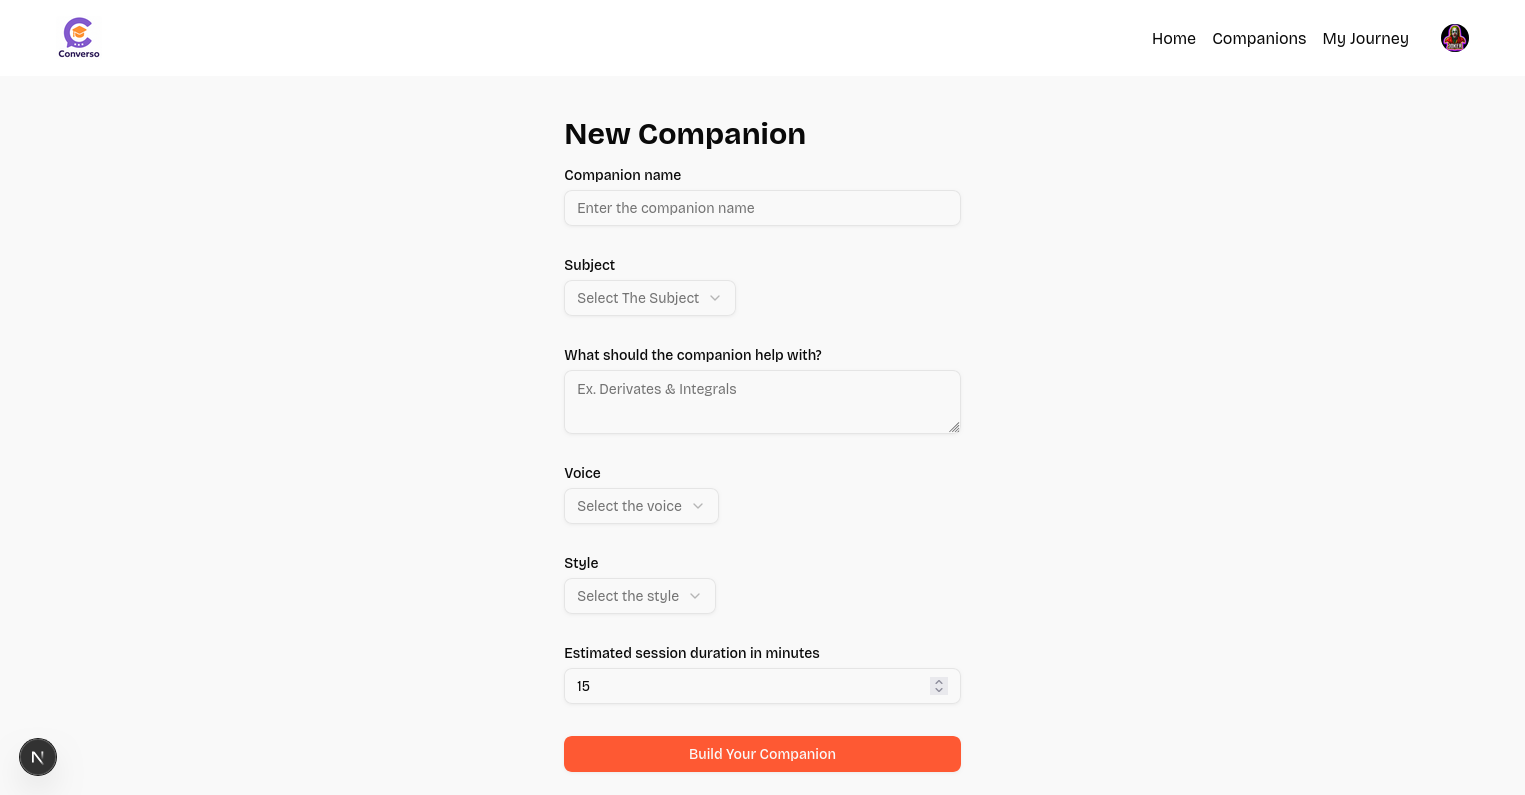 Converso
Home
Companions
My Journey
New Companion
Companion name
Enter the companion name
Subject
Select The Subject
What should the companion help with?
Ex. Derivates & Integrals
Voice
Select the voice
Style
Select the style
Estimated session duration in minutes
15
Build Your Companion
N